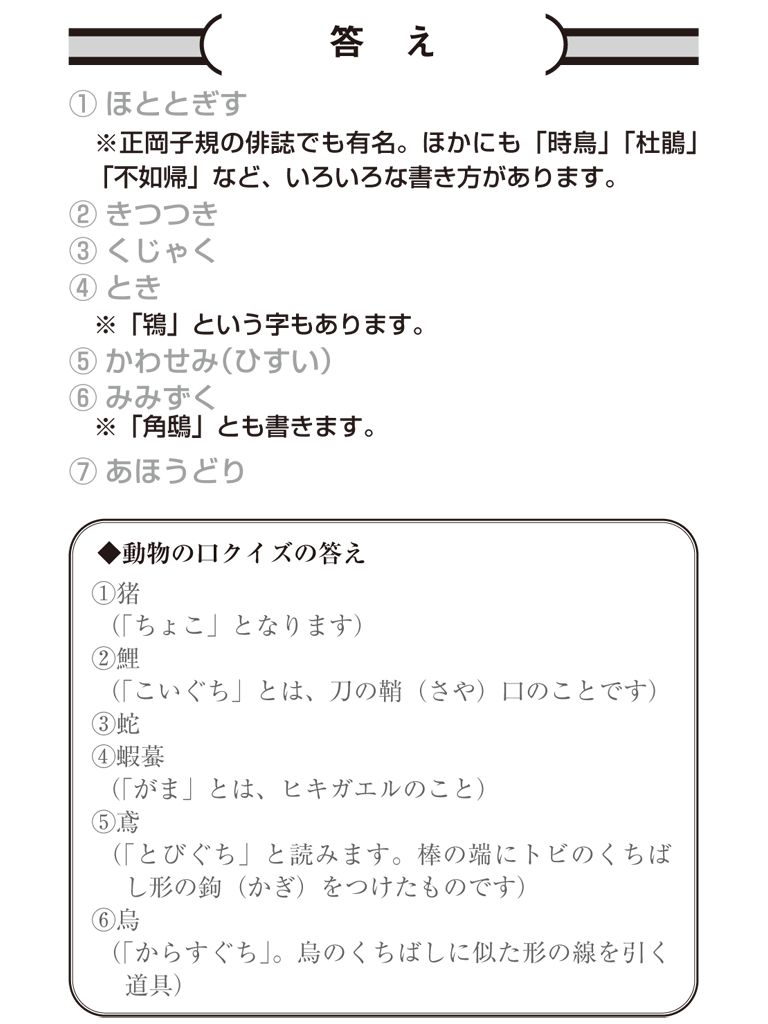 答 え
① ほととぎす
※正岡子規の俳誌でも有名。ほかにも「時鳥」「杜鵑」
「不如帰」など、いろいろな書き方があります。
② きつつき
③ くじゃく
④ とき
※「鴇」という字もあります。
⑤ かわせみ(ひすい)
⑥ みみずく
※「角鴟」とも書きます。
⑦ あほうどり
◆動物の口クイズの答え
①猪
(「ちょこ」となります)
②鯉
(「こいぐち」とは、刀の鞘(さや)口のことです)
③蛇
④蝦蟇
(「がま」とは、ヒキガエルのこと)
⑤鳶
(「とびぐち」と読みます。棒の端にトビのくちば
し形の鉤(かぎ)をつけたものです)
⑥烏
(「からすぐち」。烏のくちばしに似た形の線を引く
道具)